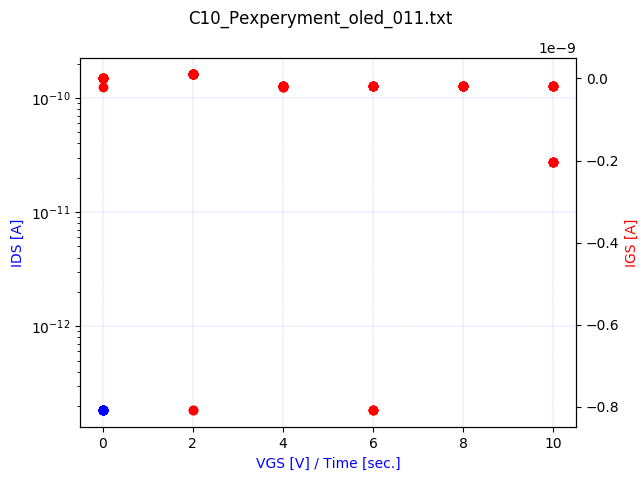 C10_Pexperyment_oled_011.txt
1e−9
10⁻¹⁰
10⁻¹¹
10⁻¹²
IDS [A]
0.0
−0.2
−0.4
−0.6
−0.8
IGS [A]
0 2 4 6 8 10
VGS [V] / Time [sec.]